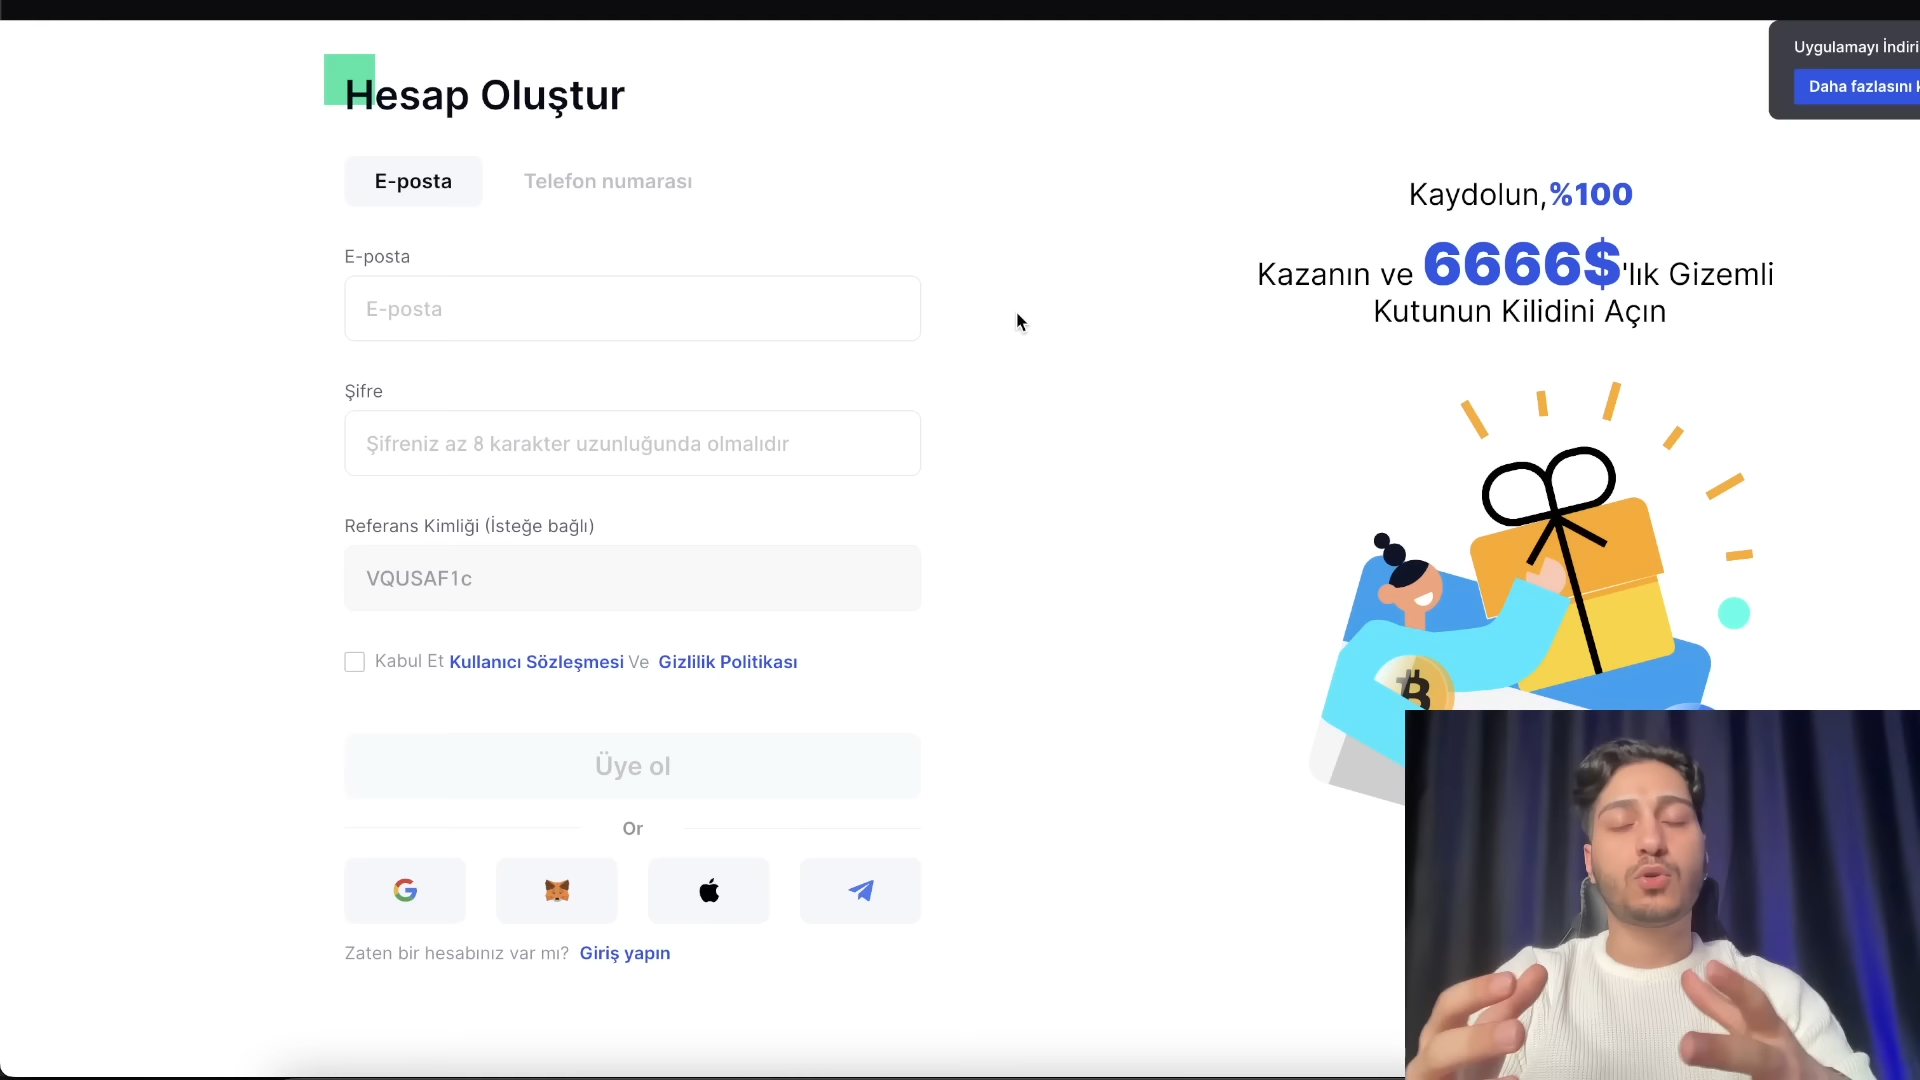 Hesap Oluştur
E-posta
Telefon numarası
E-posta
E-posta
Şifre
Şifreniz az 8 karakter uzunluğunda olmalıdır
Referans Kimliği (İsteğe bağlı)
VQUSAF1c
Kabul Et Kullanıcı Sözleşmesi Ve Gizlilik Politikası
Üye ol
Or
Zaten bir hesabınız var mı? Giriş yapın
Uygulamayı İndiri
Daha fazlasını
Kaydolun,%100
Kazanın ve 6666$'lık Gizemli
Kutunun Kilidini Açın